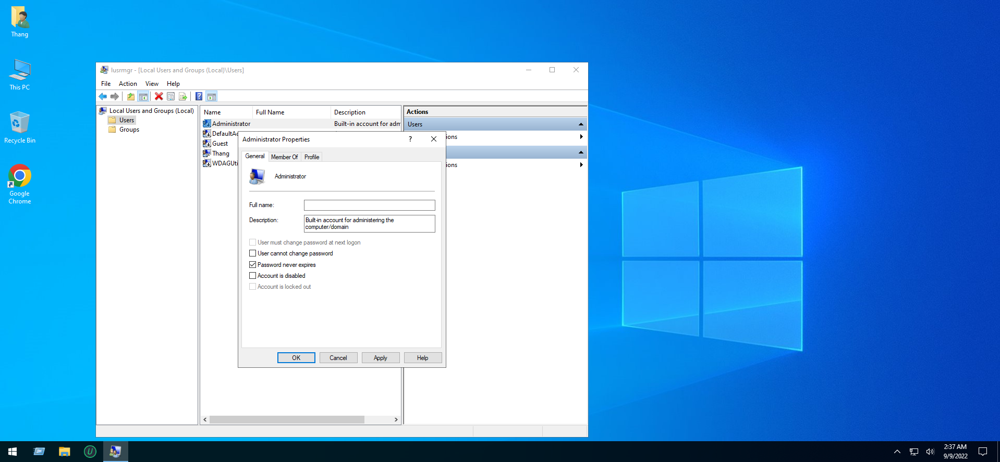 Thang
This PC
Recycle Bin
Google
Chrome
lusrmgr - [Local Users and Groups (Local)\Users]
File Action View Help
Local Users and Groups (Local)
Users
Groups
Name Full Name Description
Administrator Built-in account for adm
DefaultAc
Guest
Thang
WDAGUti
Actions
Users
ions
ions
Administrator Properties
General Member Of Profile
Administrator
Full name:
Description: Built-in account for administering the
computer/domain
User must change password at next logon
User cannot change password
Password never expires
Account is disabled
Account is locked out
OK Cancel Apply Help
2:37 AM
9/9/2022